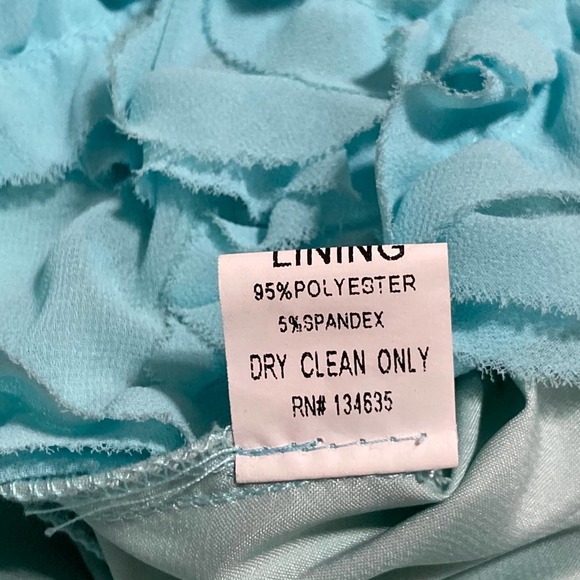 LINING
95%POLYESTER
5%SPANDEX
DRY CLEAN ONLY
RN# 134635